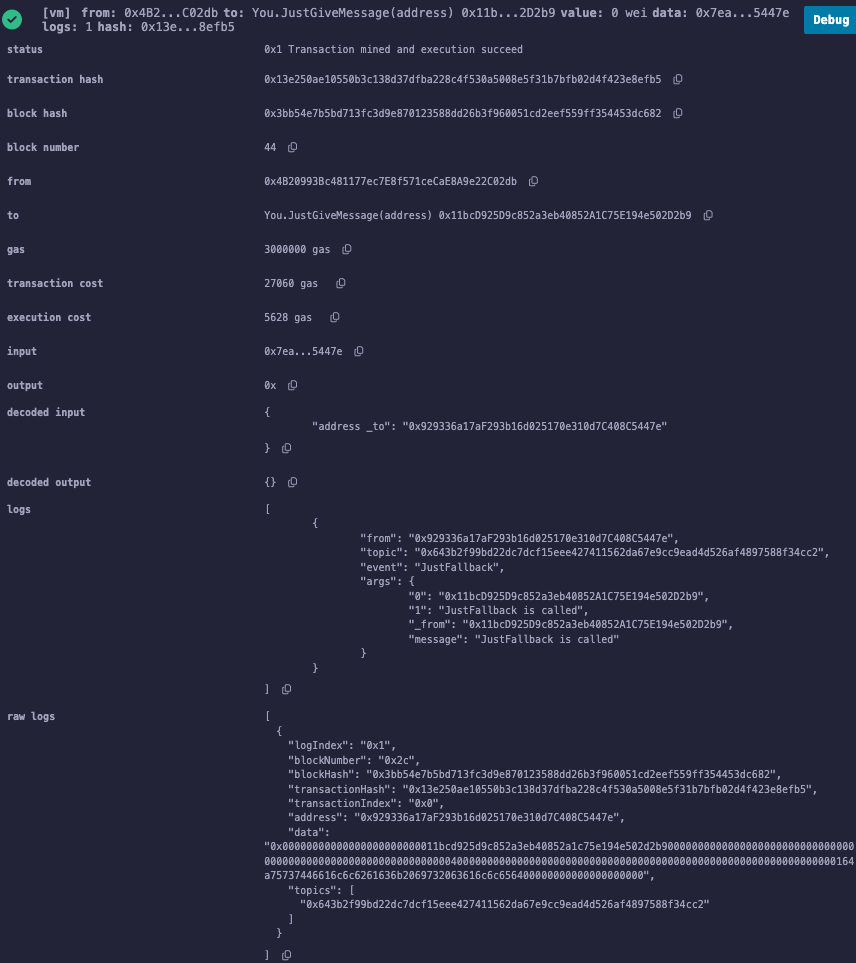 [vm] from: 0x4B2...C02db to: You.JustGiveMessage(address) 0x11b...2D2b9 value: 0 wei data: 0x7ea...5447e
logs: 1 hash: 0x13e...8efb5
Debug
status 0x1 Transaction mined and execution succeed
transaction hash 0x13e250ae10550b3c138d37dfba228c4f530a5008e5f31b7bfb02d4f423e8efb5
block hash 0x3bb54e7b5bd713fc3d9e870123588dd26b3f960051cd2eef559ff354453dc682
block number 44
from 0x4B20993Bc481177ec7E8f571ceCaE8A9e22C02db
to You.JustGiveMessage(address) 0x11bcD925D9c852a3eb40852A1C75E194e502D2b9
gas 3000000 gas
transaction cost 27060 gas
execution cost 5628 gas
input 0x7ea...5447e
output 0x
decoded input {
"address _to": "0x929336a17aF293b16d025170e310d7C408C5447e"
}
decoded output {}
logs [
{
"from": "0x929336a17aF293b16d025170e310d7C408C5447e",
"topic": "0x643b2f99bd22dc7dcf15eee427411562da67e9cc9ead4d526af4897588f34cc2",
"event": "JustFallback",
"args": {
"0": "0x11bcD925D9c852a3eb40852A1C75E194e502D2b9",
"1": "JustFallback is called",
"_from": "0x11bcD925D9c852a3eb40852A1C75E194e502D2b9",
"message": "JustFallback is called"
}
}
]
raw logs [
{
"logIndex": "0x1",
"blockNumber": "0x2c",
"blockHash": "0x3bb54e7b5bd713fc3d9e870123588dd26b3f960051cd2eef559ff354453dc682",
"transactionHash": "0x13e250ae10550b3c138d37dfba228c4f530a5008e5f31b7bfb02d4f423e8efb5",
"transactionIndex": "0x0",
"address": "0x929336a17aF293b16d025170e310d7C408C5447e",
"data":
"0x00000000000000000000000011bcd925d9c852a3eb40852a1c75e194e502d2b900000000000000000000000000000000
000000000000000000000000000000400000000000000000000000000000000000000000000000000000000000000164
a75737446616c6c6261636b2069732063616c6c656400000000000000000000",
"topics": [
"0x643b2f99bd22dc7dcf15eee427411562da67e9cc9ead4d526af4897588f34cc2"
]
}
]